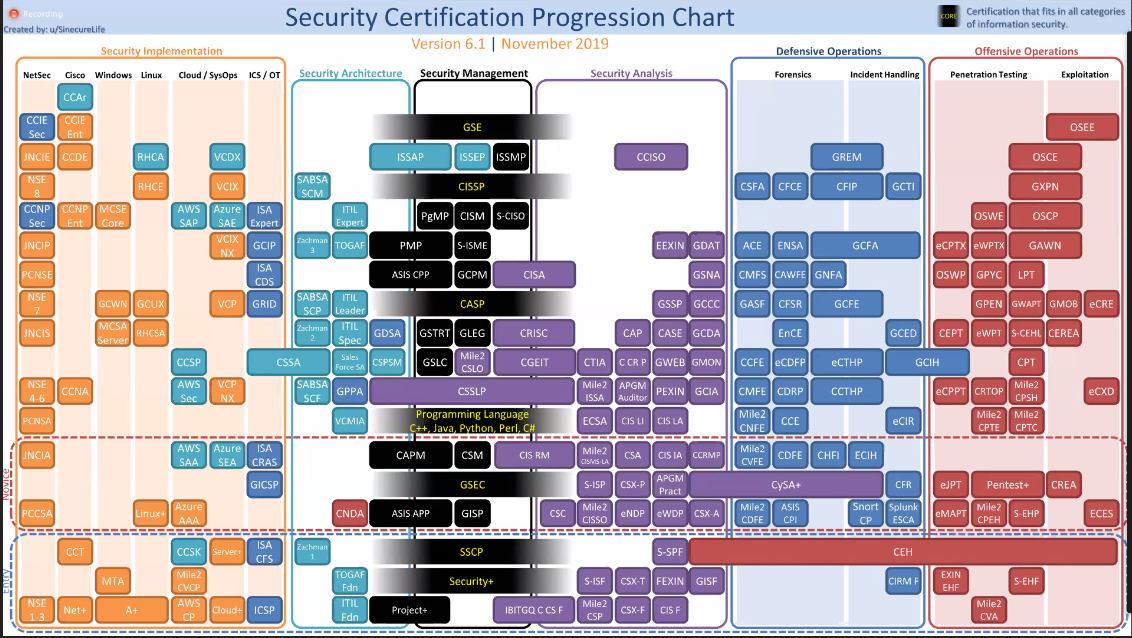 Recording
Created by: u/SinecureLife
Security Certification Progression Chart
Version 6.1 | November 2019
CORE
Certification that fits in all categories
of information security.
Security Implementation
Security Architecture
Security Management
Security Analysis
Defensive Operations
Offensive Operations
NetSec Cisco Windows Linux Cloud / SysOps ICS / OT Forensics Incident Handling Penetration Testing Exploitation
CCAr
CCIE
Sec
CCIE
Ent
GSE
OSEE
JNCIE CCDE RHCA VCDX ISSAP ISSEP ISSMP CCISO GREM OSCE
NSE
8
RHCE VCIX
SABSA
SCM
CISSP
CSFA CFCE CFIP GCTI GXPN
CCNP
Sec
CCNP
Ent
MCSE
Core
AWS
SAP
Azure
SAE
ISA
Expert
ITIL
Expert
PgMP CISM S-CISO OSWE OSCP
JNCIP
VCIX
NX
GCIP
Zachman
3
TOGAF PMP S-ISME EEXIN GDAT ACE ENSA GCFA eCPTX eWPTX GAWN
PCNSE
ISA
CDS
ASIS CPP GCPM CISA GSNA CMFS CAWFE GNFA OSWP GPYC LPT
NSE
7
GCWN GCUX VCP GRID
SABSA
SCP
ITIL
Leader
CASP
GSSP GCCC GASF CFSR GCFE GPEN GWAPT GMOB eCRE
JNCIS
MCSA
Server
RHCSA
Zachman
2
ITIL
Spec
GDSA GSTRT GLEG CRISC CAP CASE GCDA EnCE GCED CEPT eWPT S-CEHL CEREA
CCSP CSSA
Sales
Force SA
CSPSM GSLC
Mile2
CSLO
CGEIT CTIA C CR P GWEB GMON CCFE eCDFP eCTHP GCIH CPT
NSE
4-6
CCNA
AWS
Sec
VCP
NX
SABSA
SCF
GPPA CSSLP
Mile2
ISSA
APGM
Auditor
PEXIN GCIA CMFE CDRP CCTHP eCPPT CRTOP
Mile2
CPSH
eCXD
PCNSA VCMIA
Programming Language
C++, Java, Python, Perl, C#
ECSA CIS LI CIS LA
Mile2
CNFE
CCE eCIR
Mile2
CPTE
Mile2
CPTC
Novice
JNCIA
AWS
SAA
Azure
SEA
ISA
CRAS
CAPM CSM CIS RM
Mile2
CISMS-LA
CSA CIS IA CCRMP
Mile2
CVFE
CDFE CHFI ECIH
GICSP GSEC S-ISP CSX-P
APGM
Pract
CySA+ CFR eJPT Pentest+ CREA
PCCSA Linux+
Azure
AAA
CNDA ASIS APP GISP CSC
Mile2
CISSO
eNDP eWDP CSX-A
Mile2
CDFE
ASIS
CPI
Snort
CP
Splunk
ESCA
eMAPT
Mile2
CPEH
S-EHP ECES
Entry
CCT CCSK Server+
ISA
CFS
Zachman
1
SSCP S-SPF CEH
MTA
Mile2
CVCP
TOGAF
Fdn
Security+ S-ISF CSX-T FEXIN GISF CIRM F
EXIN
EHF
S-EHF
NSE
1-3
Net+ A+
AWS
CP
Cloud+ ICSP
ITIL
Fdn
Project+ IBITGQ C CS F
Mile2
CSP
CSX-F CIS F
Mile2
CVA